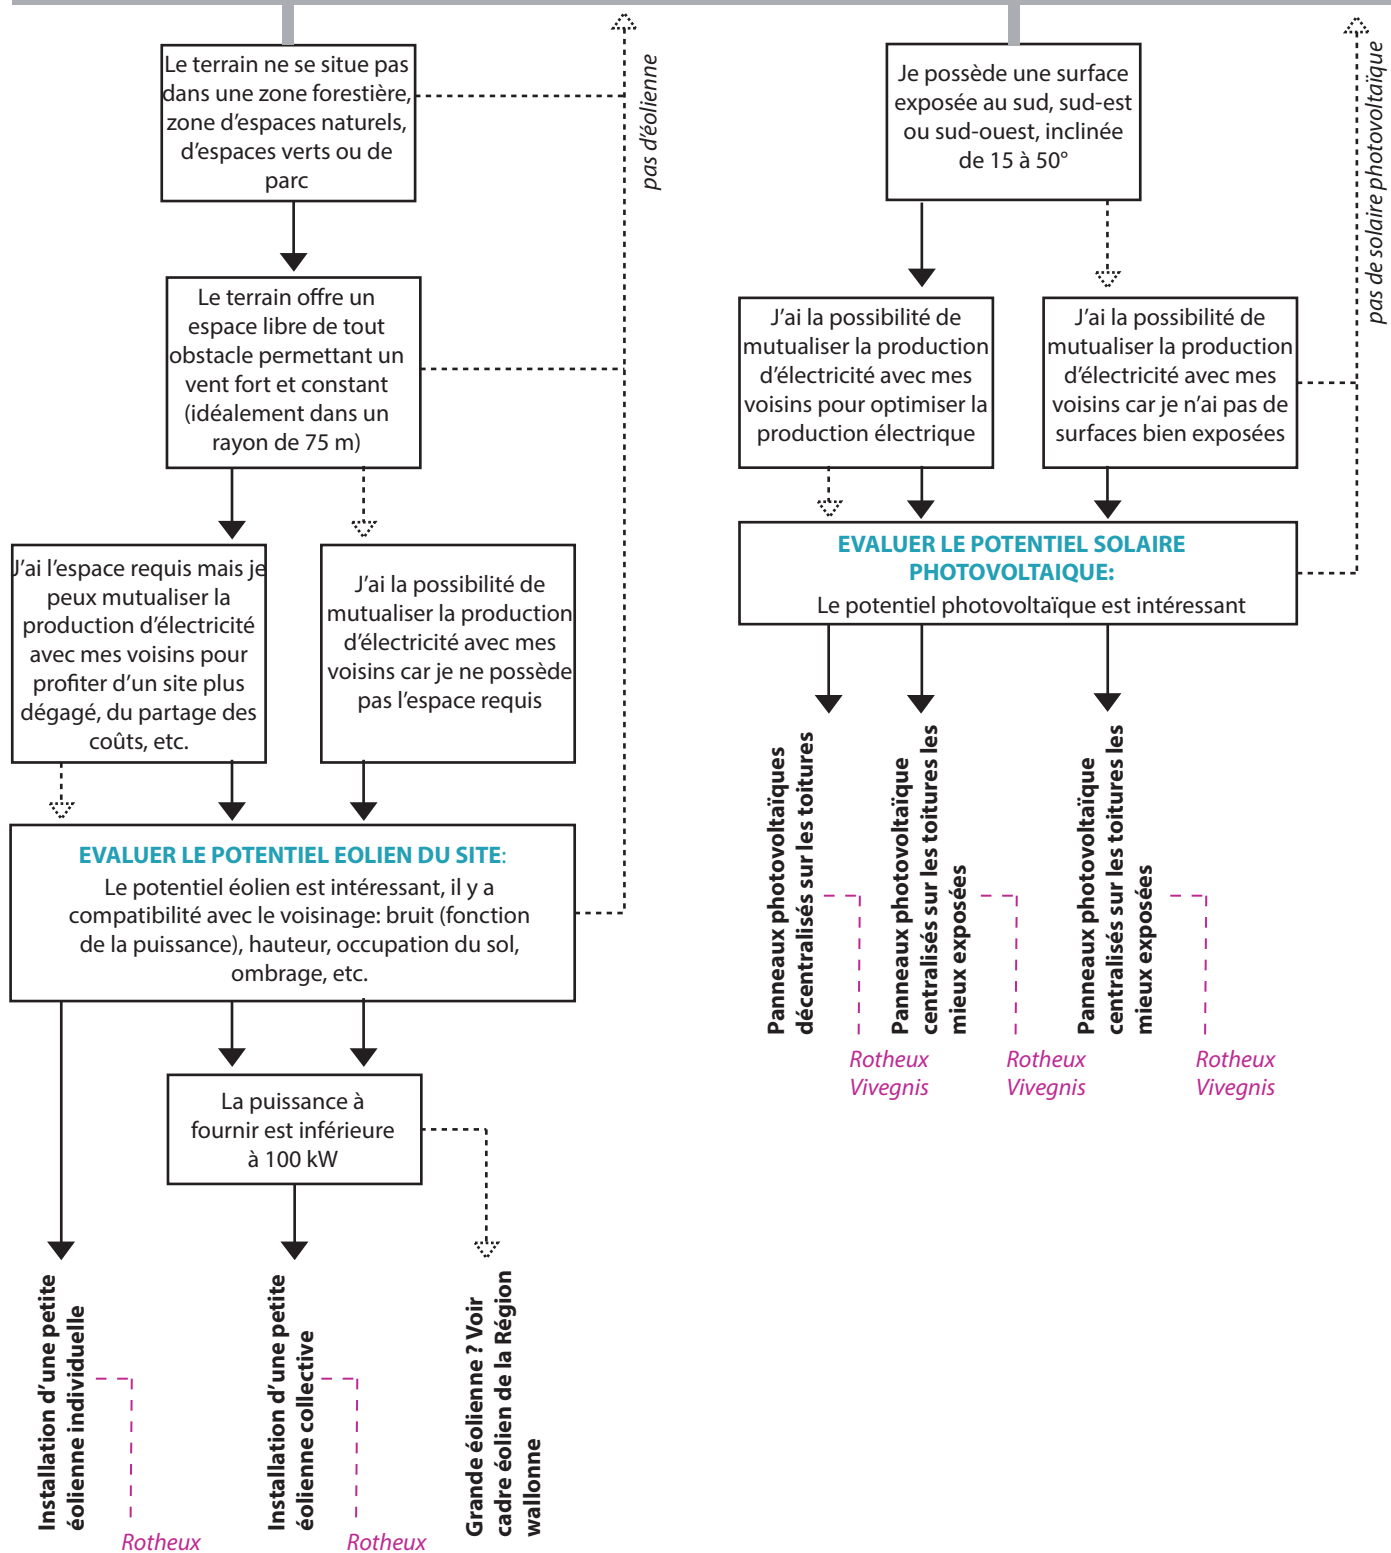 Le terrain ne se situe pas
dans une zone forestière,
zone d'espaces naturels,
d'espaces verts ou de
parc
pas d'éolienne
Le terrain offre un
espace libre de tout
obstacle permettant un
vent fort et constant
(idéalement dans un
rayon de 75 m)
J'ai l'espace requis mais je
peux mutualiser la
production d'électricité
avec mes voisins pour
profiter d'un site plus
dégagé, du partage des
coûts, etc.
J'ai la possibilité de
mutualiser la production
d'électricité avec mes
voisins car je ne possède
pas l'espace requis
EVALUER LE POTENTIEL EOLIEN DU SITE:
Le potentiel éolien est intéressant, il y a
compatibilité avec le voisinage: bruit (fonction
de la puissance), hauteur, occupation du sol,
ombrage, etc.
La puissance à
fournir est inférieure
à 100 kW
Installation d'une petite
éolienne individuelle
Rotheux
Installation d'une petite
éolienne collective
Rotheux
Grande éolienne ? Voir
cadre éolien de la Région
wallonne
Je possède une surface
exposée au sud, sud-est
ou sud-ouest, inclinée
de 15 à 50°
pas de solaire photovoltaïque
J'ai la possibilité de
mutualiser la production
d'électricité avec mes
voisins pour optimiser la
production électrique
J'ai la possibilité de
mutualiser la production
d'électricité avec mes
voisins car je n'ai pas de
surfaces bien exposées
EVALUER LE POTENTIEL SOLAIRE
PHOTOVOLTAIQUE:
Le potentiel photovoltaïque est intéressant
Panneaux photovoltaïques
décentralisés sur les toitures
Rotheux
Vivegnis
Panneaux photovoltaïque
centralisés sur les toitures les
mieux exposées
Rotheux
Vivegnis
Panneaux photovoltaïque
centralisés sur les toitures les
mieux exposées
Rotheux
Vivegnis